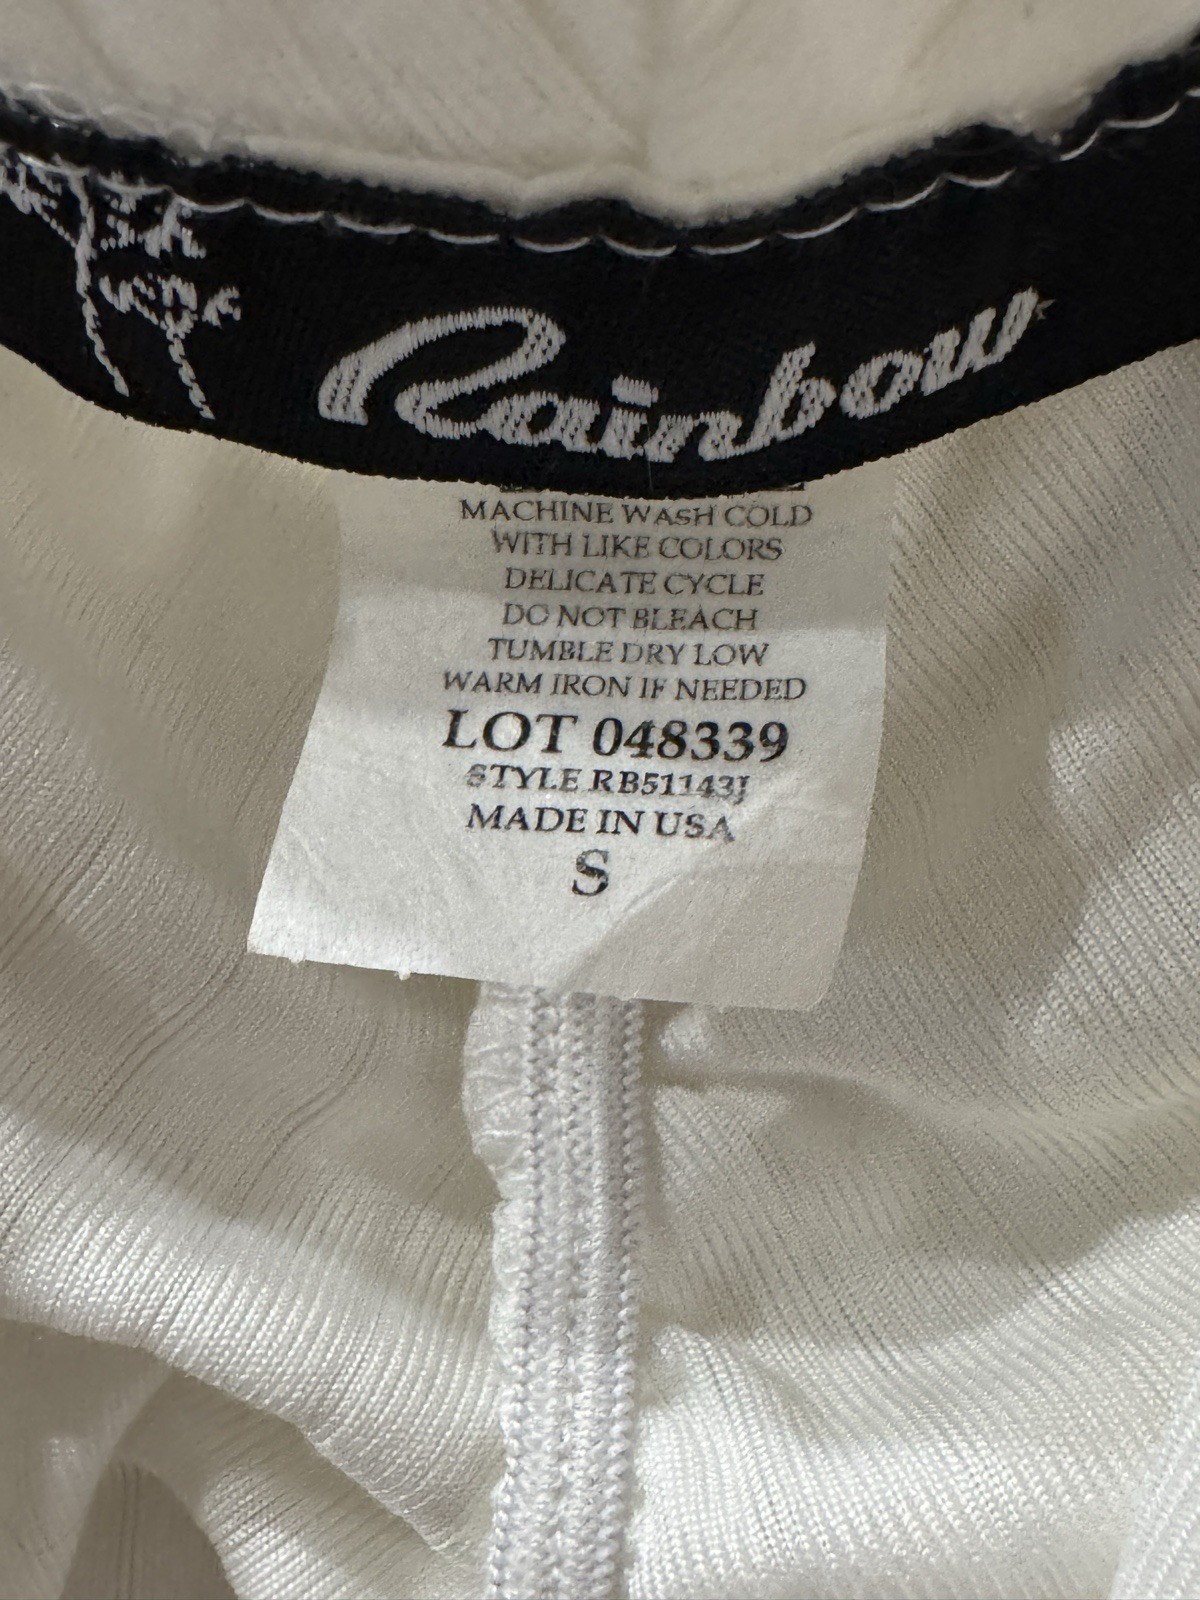 Rainbow
MACHINE WASH COLD
WITH LIKE COLORS
DELICATE CYCLE
DO NOT BLEACH
TUMBLE DRY LOW
WARM IRON IF NEEDED
LOT 048339
STYLE RB51143J
MADE IN USA
S